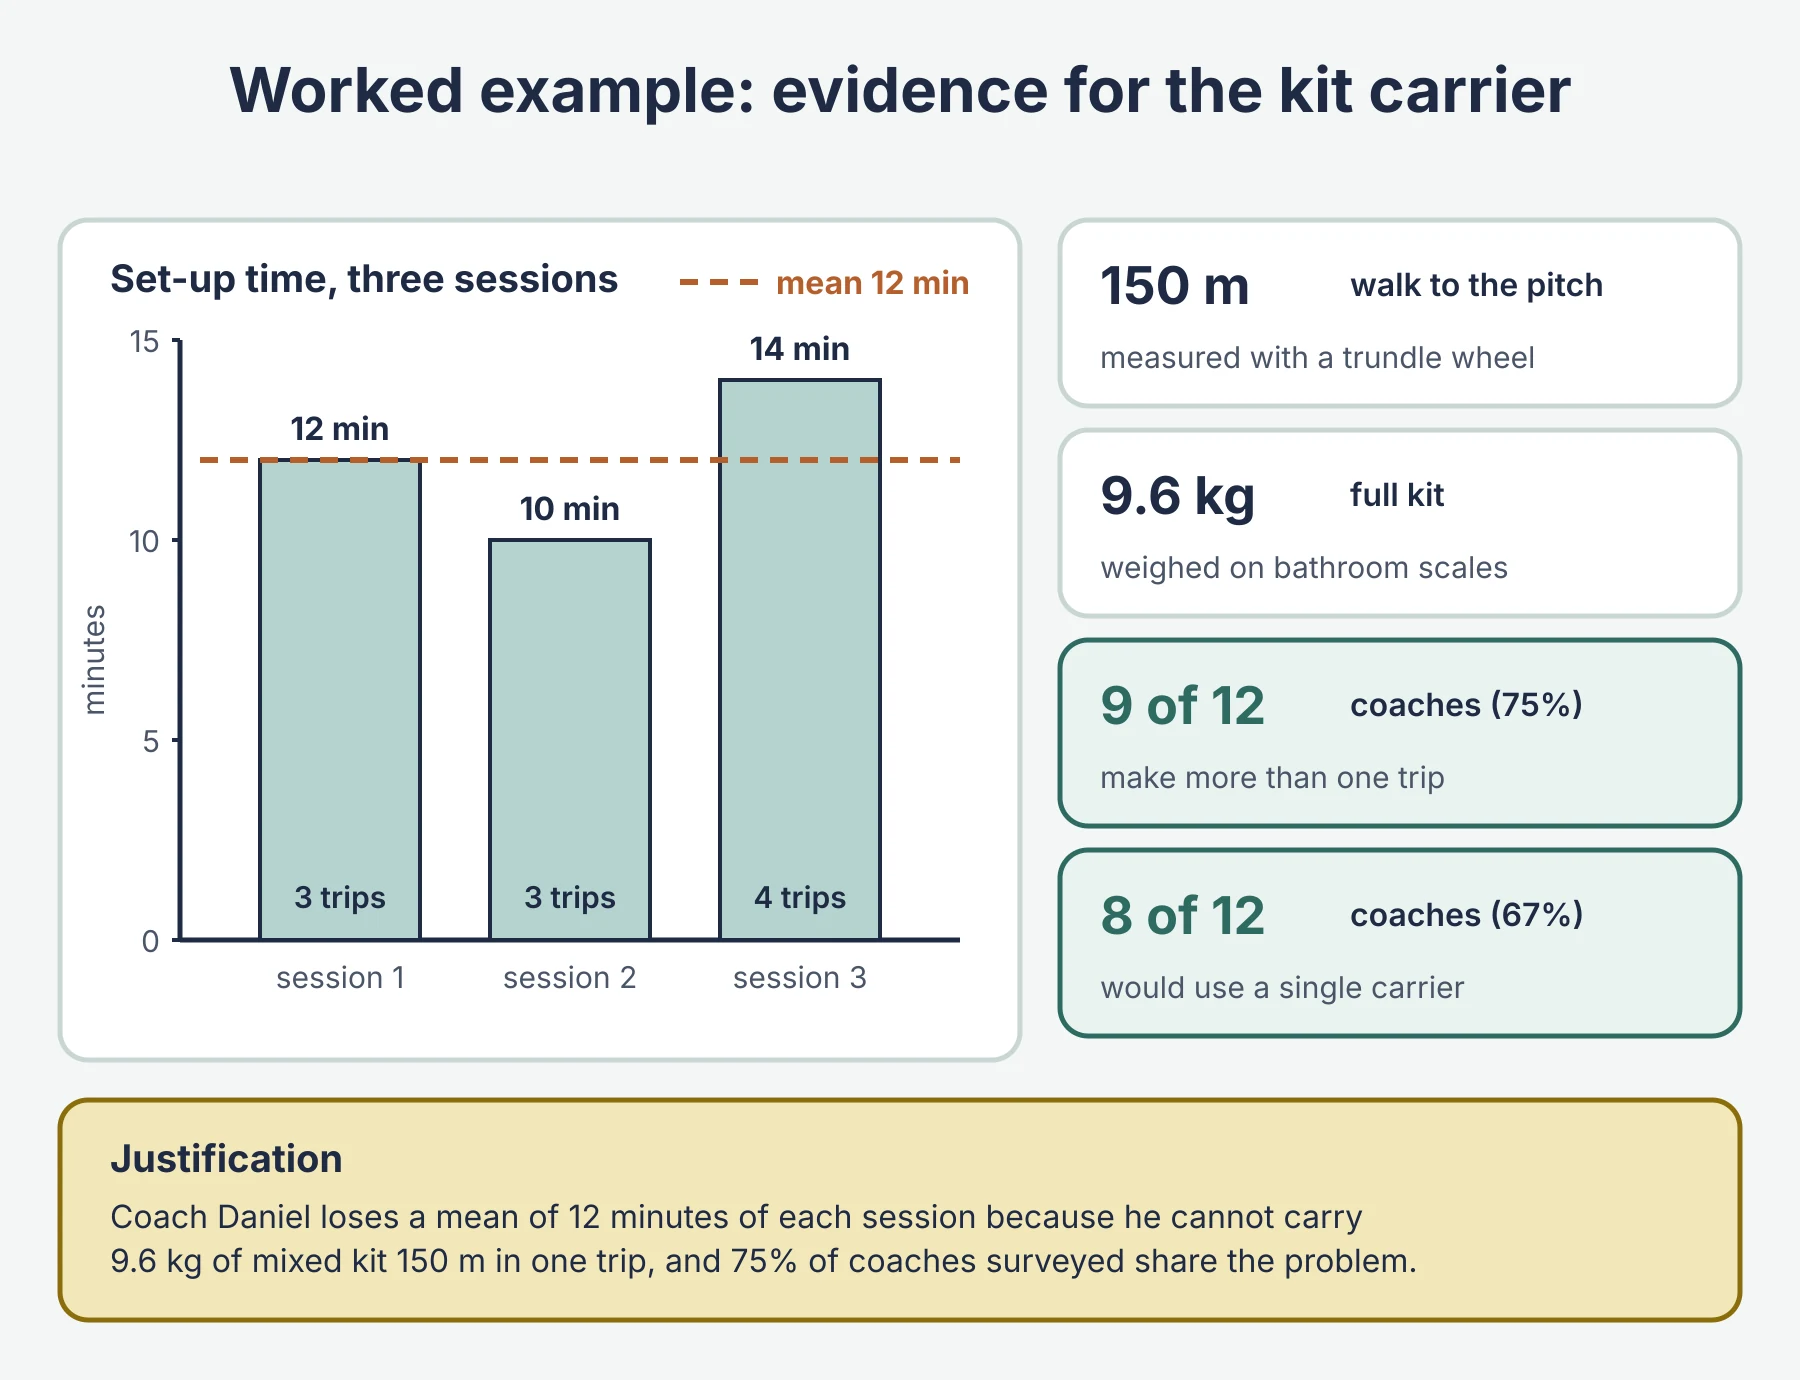 Worked example: evidence for the kit carrier
Set-up time, three sessions
mean 12 min
15
10
5
0
minutes
12 min
10 min
14 min
3 trips
3 trips
4 trips
session 1
session 2
session 3
150 m
walk to the pitch
measured with a trundle wheel
9.6 kg
full kit
weighed on bathroom scales
9 of 12
coaches (75%)
make more than one trip
8 of 12
coaches (67%)
would use a single carrier
Justification
Coach Daniel loses a mean of 12 minutes of each session because he cannot carry
9.6 kg of mixed kit 150 m in one trip, and 75% of coaches surveyed share the problem.